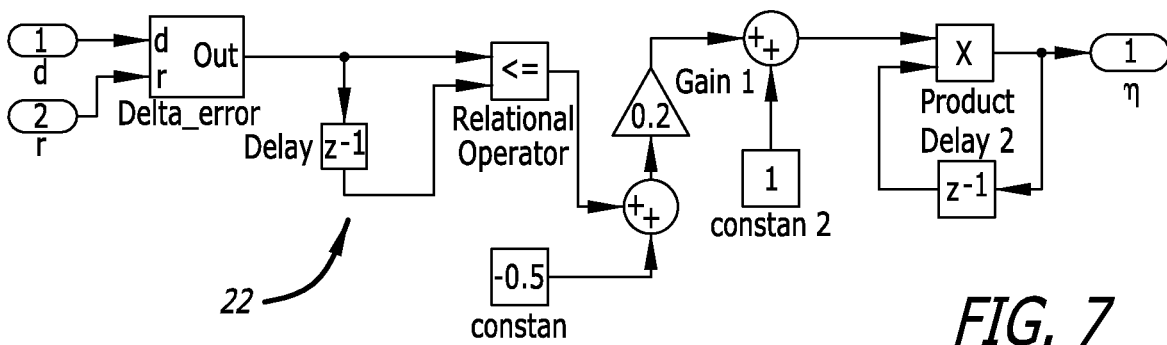 1
d
2
r
d
r
Out
Delta_error
Delay
z-1
<=
Relational
Operator
-0.5
constan
++
0.2
Gain 1
++
1
constan 2
X
Product
Delay 2
z-1
1
η
22
FIG. 7